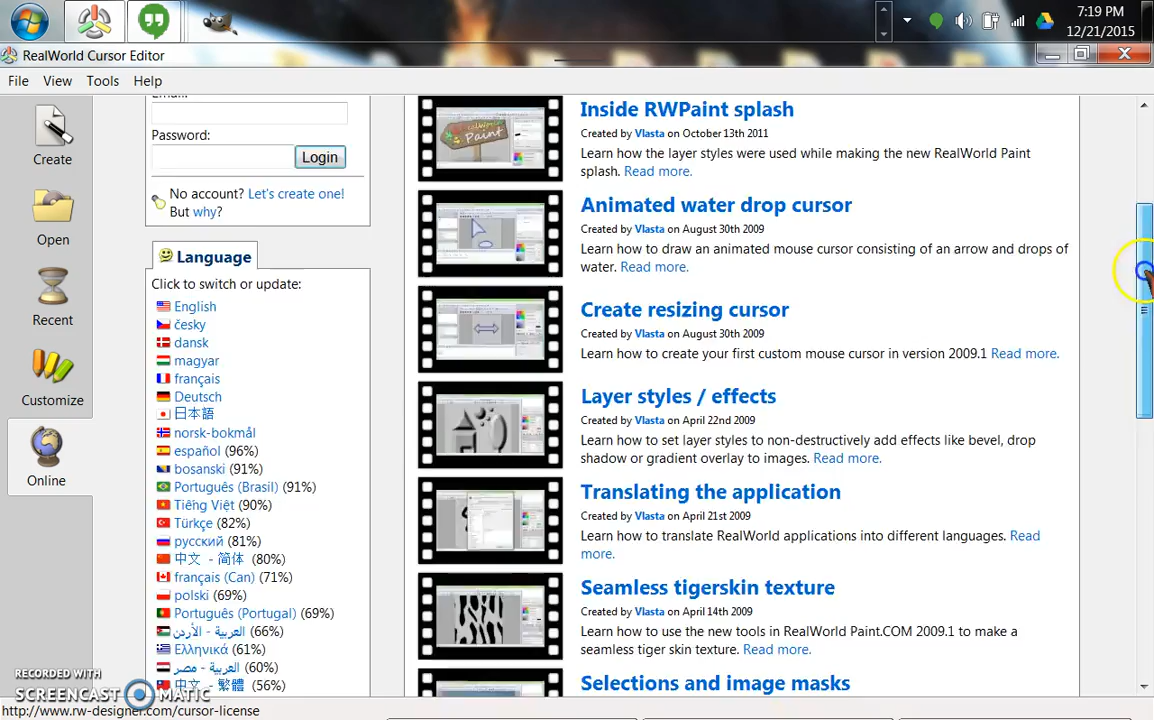 7:19 PM
12/21/2015
RealWorld Cursor Editor
File View Tools Help
Create
Open
Recent
Customize
Online
Password:
Login
No account? Let's create one!
But why?
Language
Click to switch or update:
English
česky
dansk
magyar
français
Deutsch
日本語
norsk-bokmål
español (96%)
bosanski (91%)
Português (Brasil) (91%)
Tiếng Việt (90%)
Türkçe (82%)
русский (81%)
中文 - 简体 (80%)
français (Can) (71%)
polski (69%)
Português (Portugal) (69%)
العربية - الأردن (66%)
Ελληνικά (61%)
العربية - مصر (60%)
中文 - 繁體 (56%)
Inside RWPaint splash
Created by Vlasta on October 13th 2011
Learn how the layer styles were used while making the new RealWorld Paint
splash. Read more.
Animated water drop cursor
Created by Vlasta on August 30th 2009
Learn how to draw an animated mouse cursor consisting of an arrow and drops of
water. Read more.
Create resizing cursor
Created by Vlasta on August 30th 2009
Learn how to create your first custom mouse cursor in version 2009.1 Read more.
Layer styles / effects
Created by Vlasta on April 22nd 2009
Learn how to set layer styles to non-destructively add effects like bevel, drop
shadow or gradient overlay to images. Read more.
Translating the application
Created by Vlasta on April 21st 2009
Learn how to translate RealWorld applications into different languages. Read
more.
Seamless tigerskin texture
Created by Vlasta on April 14th 2009
Learn how to use the new tools in RealWorld Paint.COM 2009.1 to make a
seamless tiger skin texture. Read more.
Selections and image masks
RECORDED WITH
SCREENCAST MATIC
http://www.rw-designer.com/cursor-license